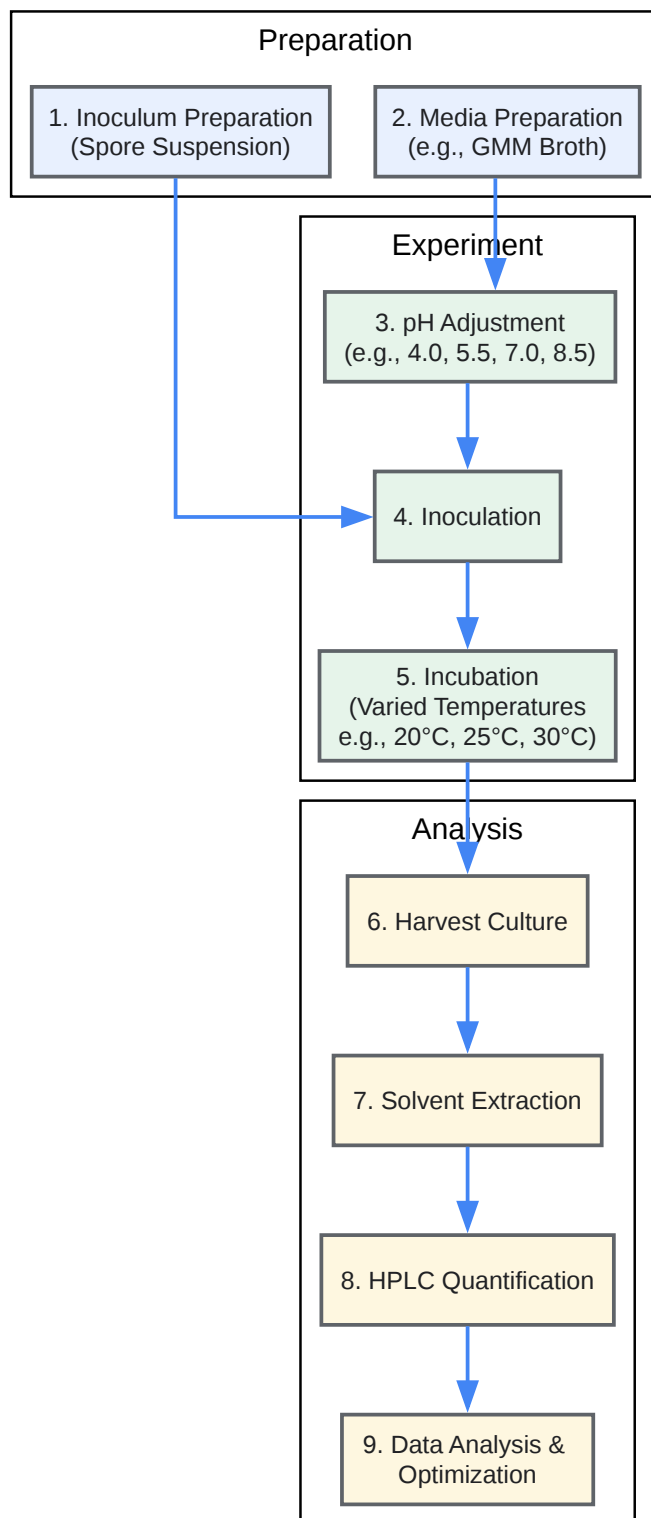 Preparation
1. Inoculum Preparation
(Spore Suspension)
2. Media Preparation
(e.g., GMM Broth)
Experiment
3. pH Adjustment
(e.g., 4.0, 5.5, 7.0, 8.5)
4. Inoculation
5. Incubation
(Varied Temperatures
e.g., 20°C, 25°C, 30°C)
Analysis
6. Harvest Culture
7. Solvent Extraction
8. HPLC Quantification
9. Data Analysis &
Optimization